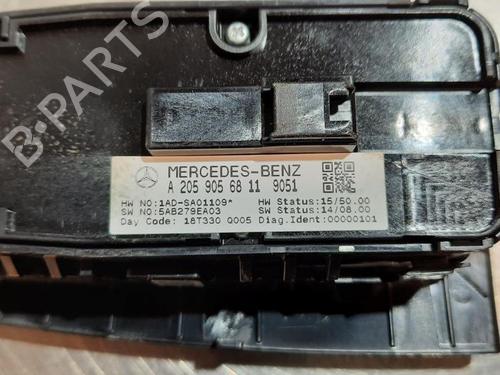 MERCEDES-BENZ
A 205 905 68 11 9051
HW NO:1AD-SA01109* HW Status:15/50.00
SW NO:5AB279EA03 SW Status:14/08.00
Day Code: 18T330 Q005 Diag.Ident:00000101
B-PARTS